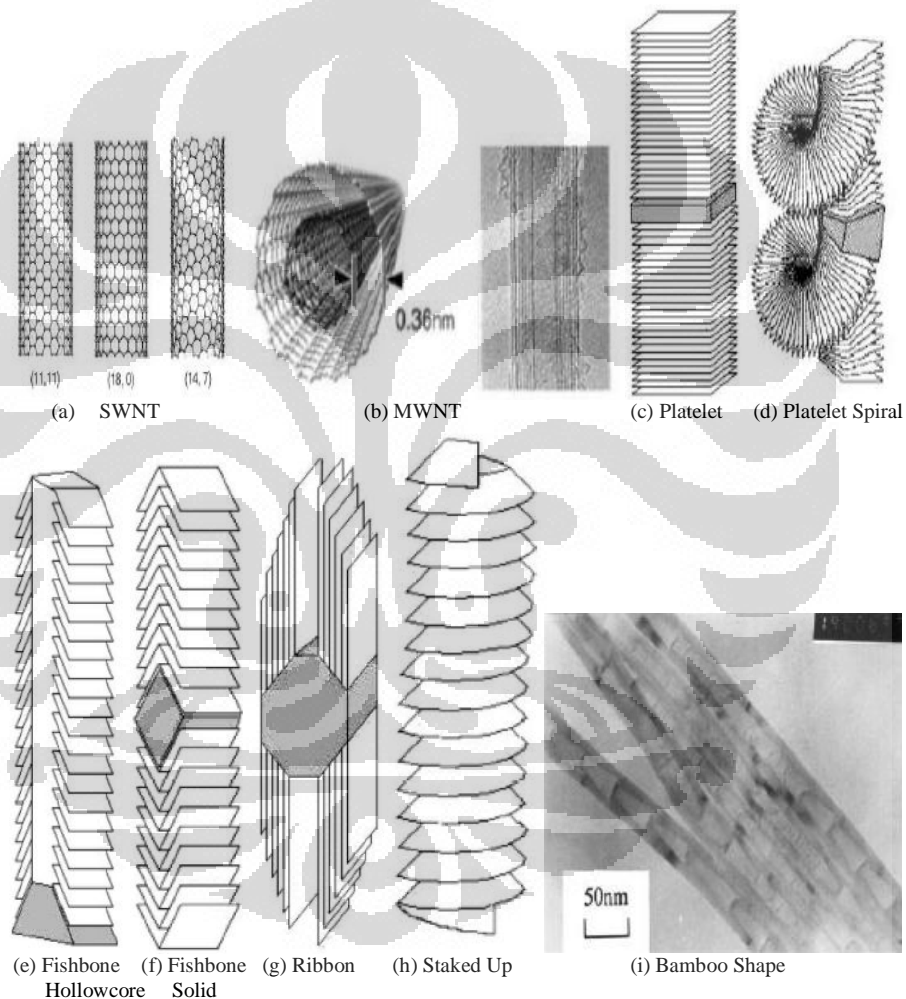 0.36nm
(11,11) (18, 0) (14, 7)
(a) SWNT (b) MWNT (c) Platelet (d) Platelet Spiral
50nm
(e) Fishbone (f) Fishbone (g) Ribbon (h) Staked Up (i) Bamboo Shape
Hollowcore Solid